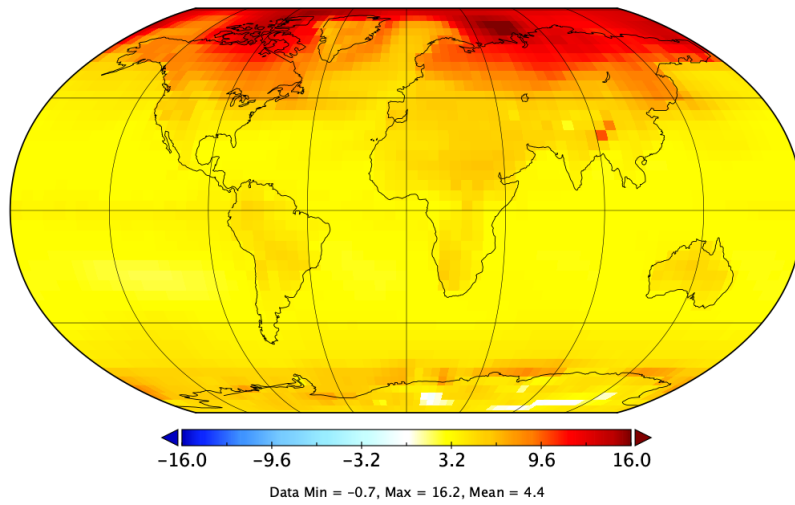 −16.0 −9.6 −3.2 3.2 9.6 16.0
Data Min = −0.7, Max = 16.2, Mean = 4.4